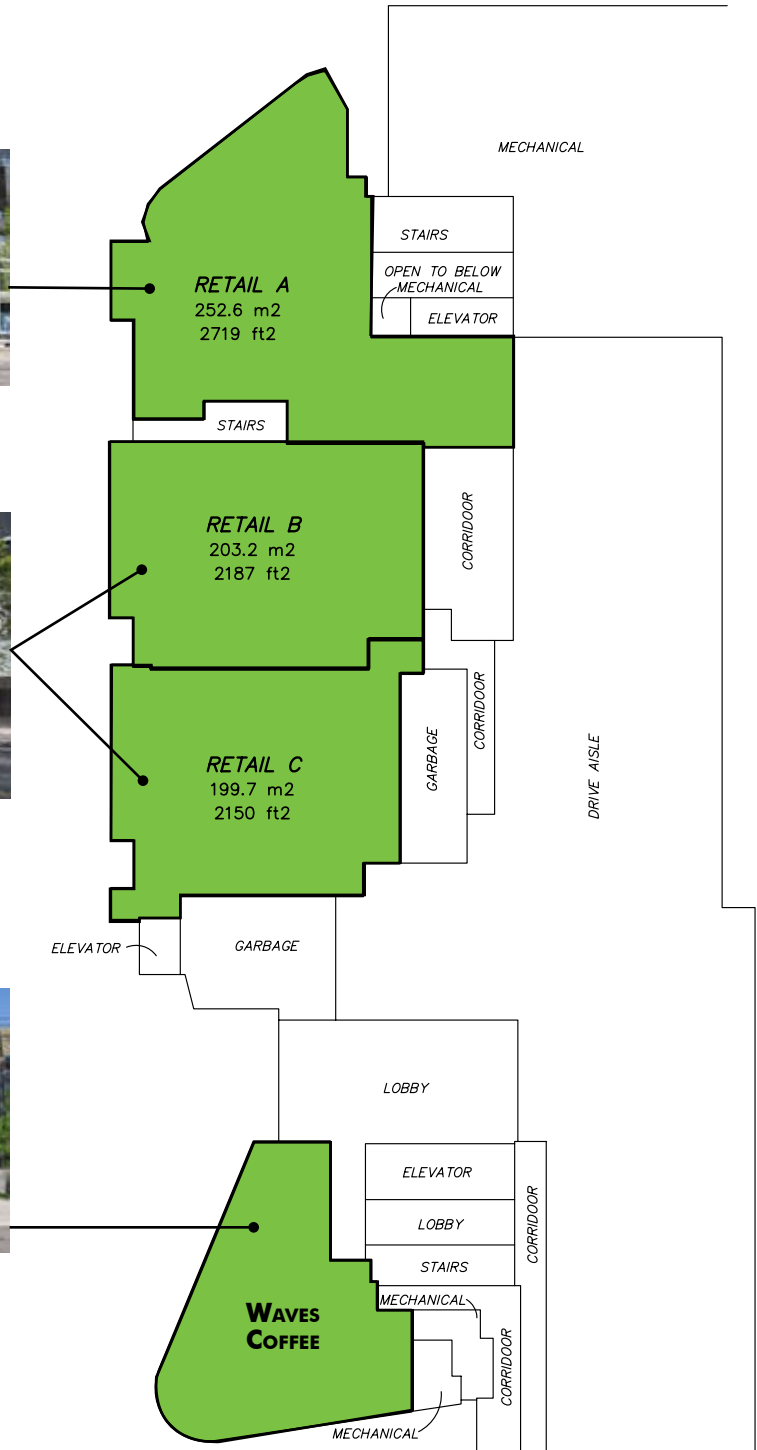 MECHANICAL
STAIRS
OPEN TO BELOW
MECHANICAL
ELEVATOR
RETAIL A
252.6 m2
2719 ft2
STAIRS
RETAIL B
203.2 m2
2187 ft2
CORRIDOOR
RETAIL C
199.7 m2
2150 ft2
GARBAGE
CORRIDOOR
DRIVE AISLE
ELEVATOR
GARBAGE
LOBBY
ELEVATOR
LOBBY
STAIRS
CORRIDOOR
MECHANICAL
WAVES
COFFEE
CORRIDOOR
MECHANICAL